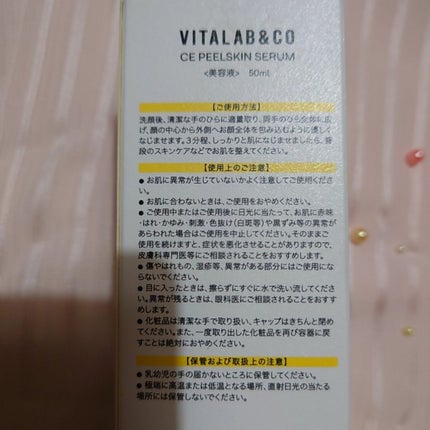 VITALAB&CO
CE PEELSKIN SERUM
<美容液> 50ml
【ご使用方法】
洗顔後、清潔な手のひらに適量取り、両手のひら全体に広
げ、顔の中心から外側へお顔全体を包み込むように優しく
なじませます。3分程、しっかりと肌になじませましたら、普
段のスキンケアなどでお肌を整えてください。
【使用上のご注意】
● お肌に異常が生じていないかよく注意してご使用くださ
い。
● お肌に合わないときは、ご使用をおやめください。
● ご使用中またはご使用後に日光に当たって、お肌に赤味
・はれ・かゆみ・刺激・色抜け(白斑等)や黒ずみ等の異常が
あらわれた場合はご使用を中止してください。そのままご
使用を続けますと、症状を悪化させることがありますので、
皮膚科専門医等にご相談されることをおすすめします。
● 傷やはれもの、湿疹等、異常がある部分にはご使用にな
らないでください。
● 目に入ったときは、擦らずにすぐに水で洗い流してくださ
い。異常が残るときは、眼科医にご相談されることをおすす
めします。
● 化粧品は清潔な手で取り扱い、キャップはきちんと閉め
てください。また、一度取り出した化粧品を再び容器に戻
すことは絶対におやめください。
【保管および取扱上の注意】
● 乳幼児の手の届かないところに保管してください。
● 極端に高温または低温となる場所、直射日光の当たる
場所には保管しないでください。